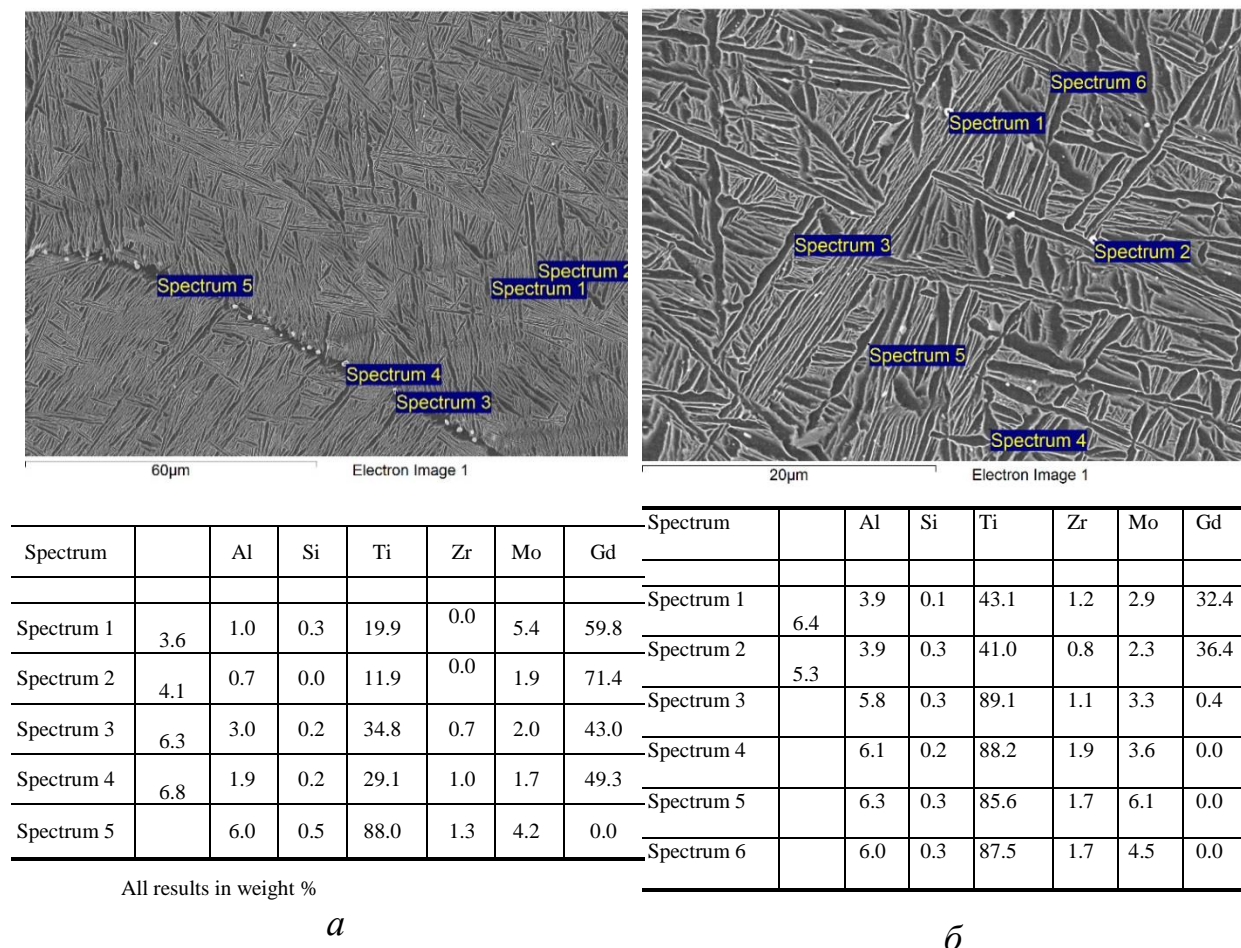 Spectrum 5
Spectrum 2
Spectrum 1
Spectrum 4
Spectrum 3
60µm Electron Image 1
Spectrum 6
Spectrum 1
Spectrum 3
Spectrum 2
Spectrum 5
Spectrum 4
20µm Electron Image 1
Spectrum Al Si Ti Zr Mo Gd
Spectrum 1 3.6 1.0 0.3 19.9 0.0 5.4 59.8
Spectrum 2 4.1 0.7 0.0 11.9 0.0 1.9 71.4
Spectrum 3 6.3 3.0 0.2 34.8 0.7 2.0 43.0
Spectrum 4 6.8 1.9 0.2 29.1 1.0 1.7 49.3
Spectrum 5 6.0 0.5 88.0 1.3 4.2 0.0
All results in weight %
а
Spectrum Al Si Ti Zr Mo Gd
Spectrum 1 6.4 3.9 0.1 43.1 1.2 2.9 32.4
Spectrum 2 5.3 3.9 0.3 41.0 0.8 2.3 36.4
Spectrum 3 5.8 0.3 89.1 1.1 3.3 0.4
Spectrum 4 6.1 0.2 88.2 1.9 3.6 0.0
Spectrum 5 6.3 0.3 85.6 1.7 6.1 0.0
Spectrum 6 6.0 0.3 87.5 1.7 4.5 0.0
б